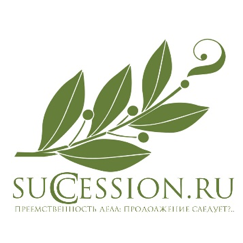 SUCCESSION.RU
ПРЕЕМСТВЕННОСТЬ ДЕЛА: ПРОДОЛЖЕНИЕ СЛЕДУЕТ?..